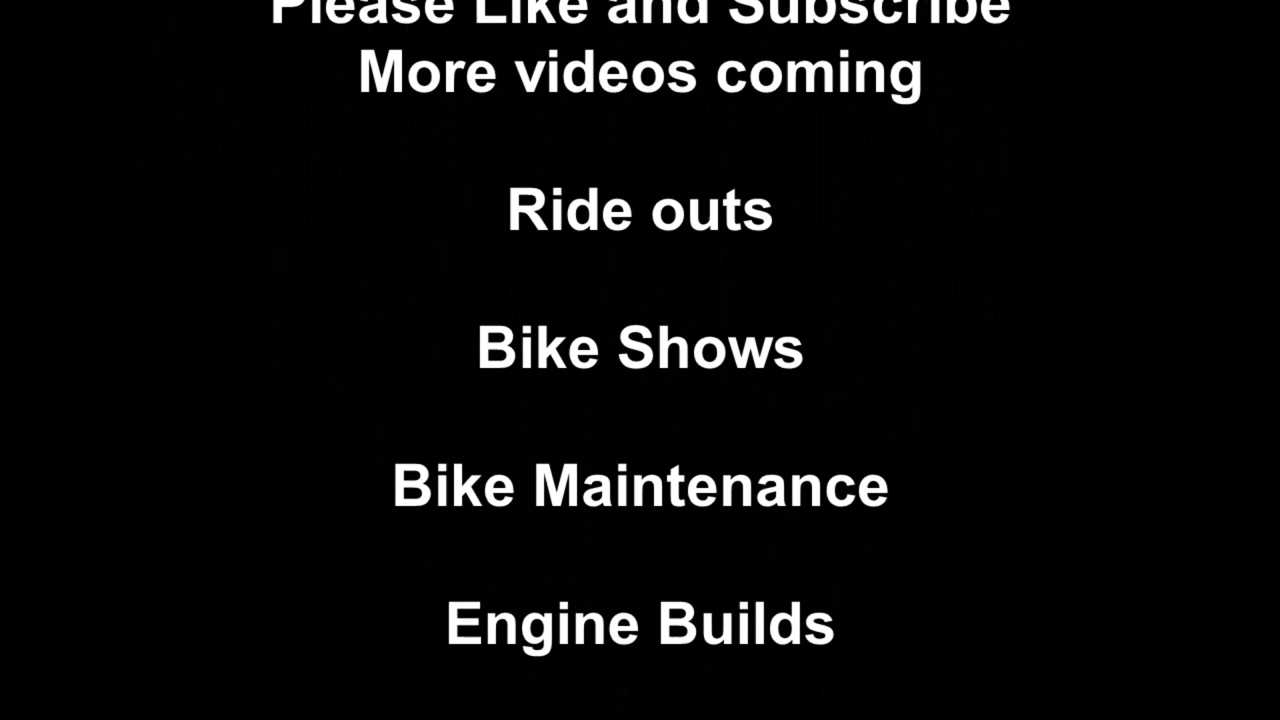 Please Like and Subscribe
More videos coming
Ride outs
Bike Shows
Bike Maintenance
Engine Builds